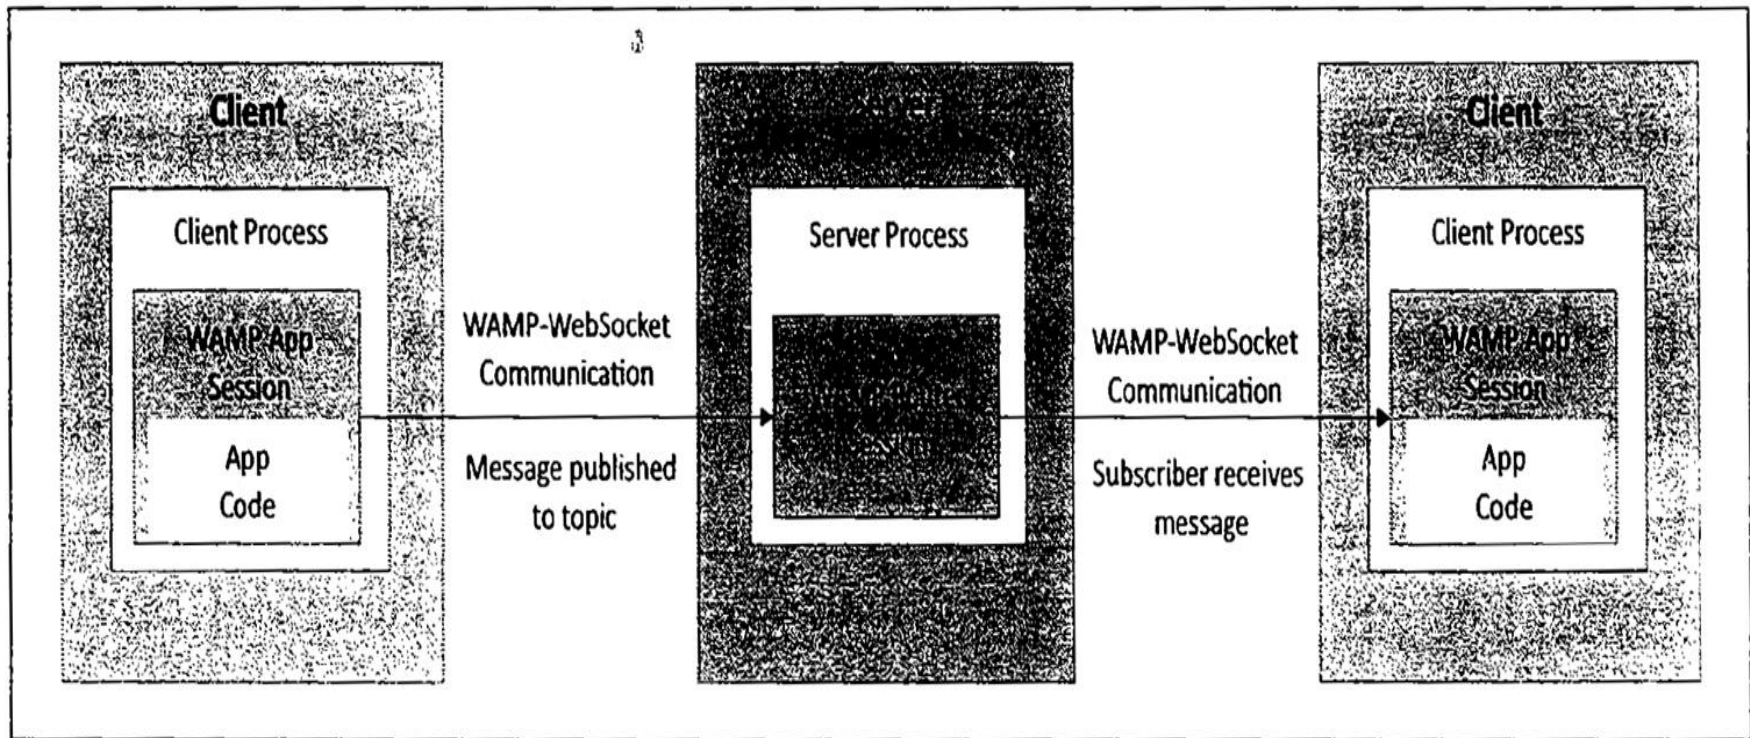 Client
Client Process
WAMP App
Session
App
Code
WAMP-WebSocket
Communication
Message published
to topic
Server
Server Process
WAMP-WebSocket
Communication
Subscriber receives
message
Client
Client Process
WAMP App
Session
App
Code